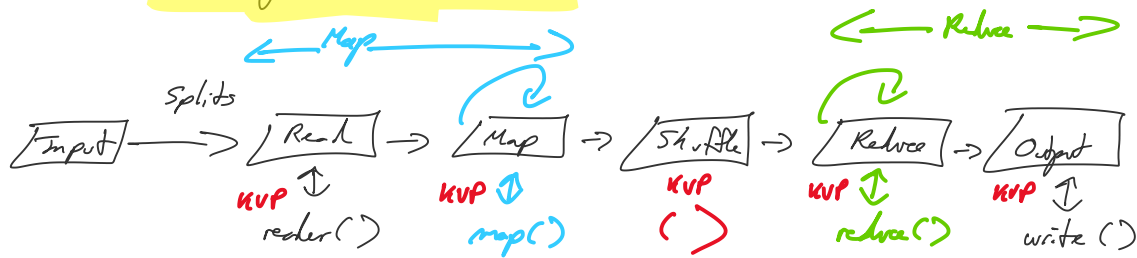 Map
Reduce
Splits
Input Read Map Shuffle Reduce Output
KVP KVP KVP KVP KVP
reader() map() ( ) reduce() write()